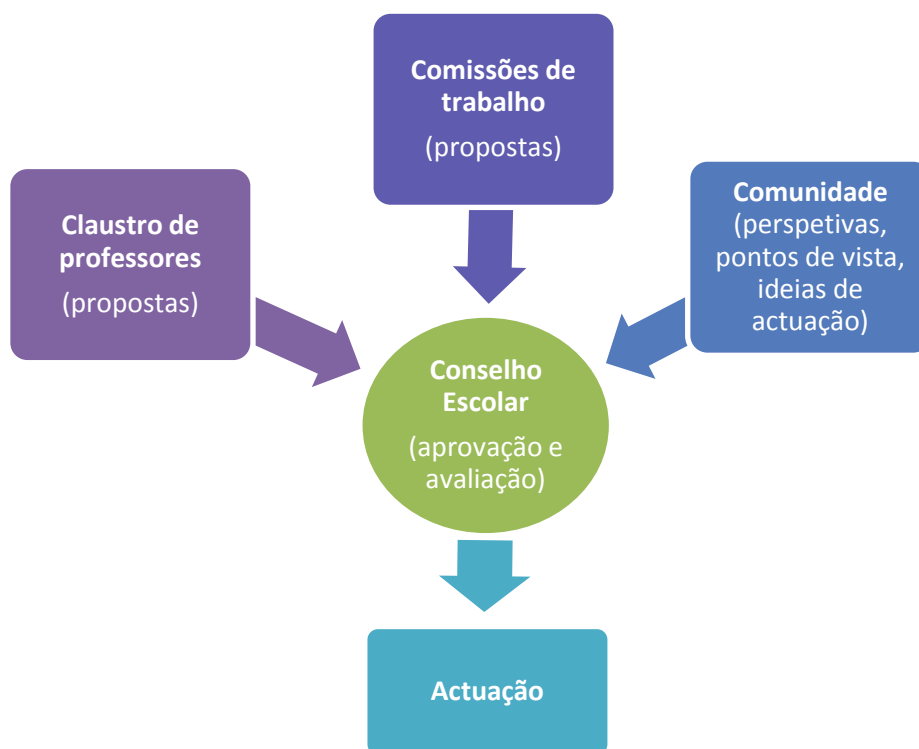 Comissões de
trabalho
(propostas)
Claustro de
professores
(propostas)
Comunidade
(perspetivas,
pontos de vista,
ideias de
actuação)
Conselho
Escolar
(aprovação e
avaliação)
Actuação